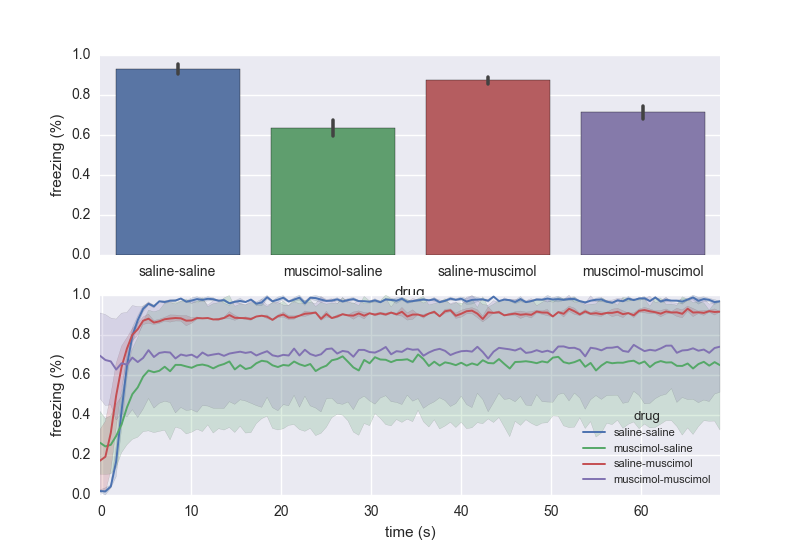 1.0
0.8
0.6
0.4
0.2
0.0
freezing (%)
saline-saline muscimol-saline saline-muscimol muscimol-muscimol
drug
1.0
0.8
0.6
0.4
0.2
0.0
freezing (%)
drug
saline-saline
muscimol-saline
saline-muscimol
muscimol-muscimol
0 10 20 30 40 50 60
time (s)